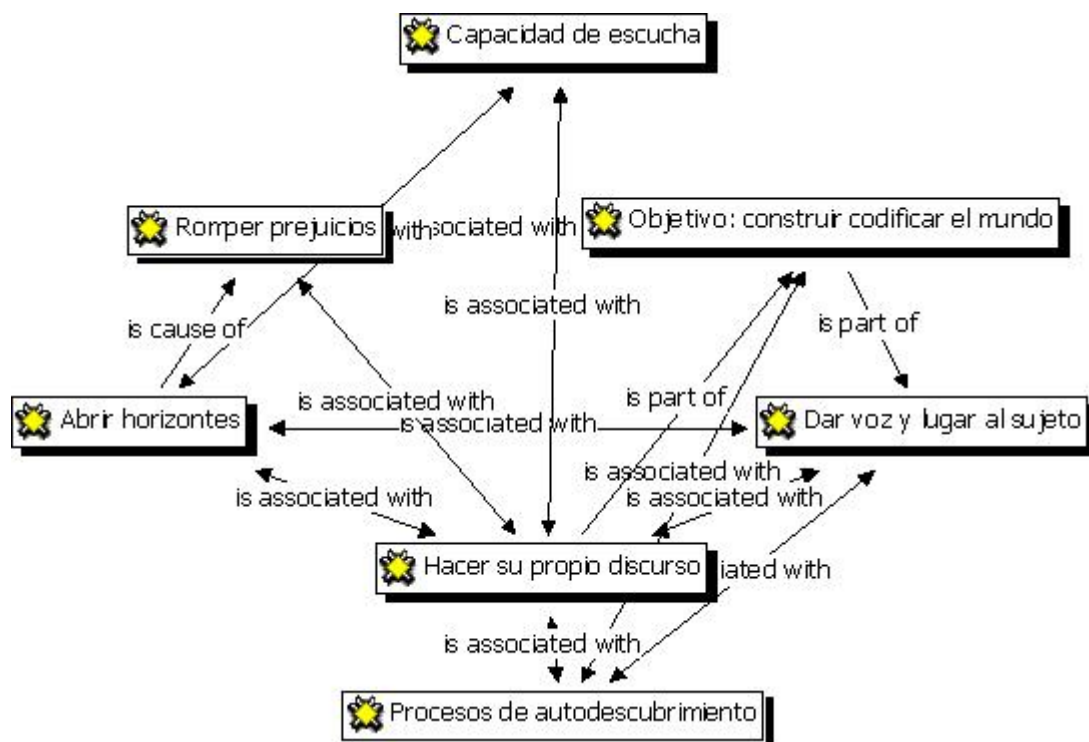 Capacidad de escucha
Romper prejuicios
with
sociated with
Objetivo: construir codificar el mundo
is associated with
is cause of
is part of
is associated with
is part of
Abrir horizontes
is associated with
Dar voz y lugar al sujeto
is associated with
is associated with
is associated with
Hacer su propio discurso
iated with
is associated with
Procesos de autodescubrimiento